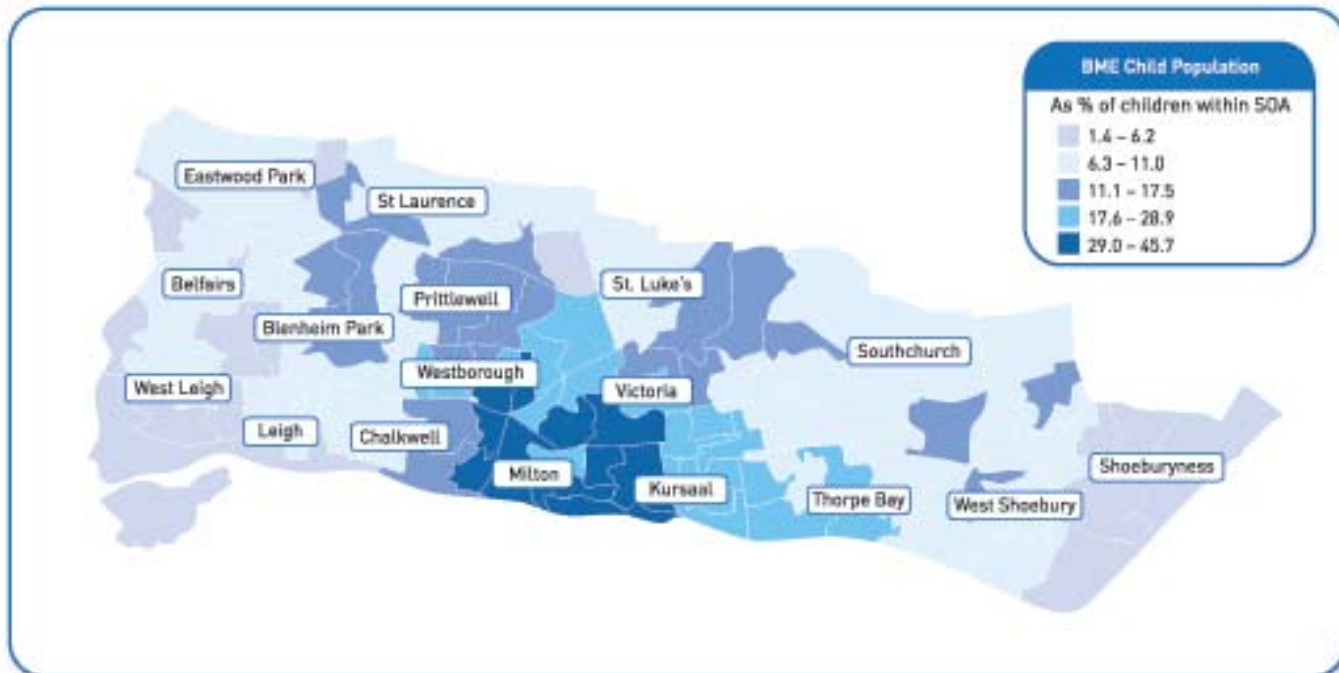 BME Child Population
As % of children within SOA
1.4 – 6.2
6.3 – 11.0
11.1 – 17.5
17.6 – 28.9
29.0 – 45.7
Eastwood Park
St Laurence
Belfairs
Prittlewell
St. Luke's
Blenheim Park
Southchurch
Westborough
West Leigh
Victoria
Leigh
Chalkwell
Milton
Kursaal
Thorpe Bay
West Shoebury
Shoeburyness